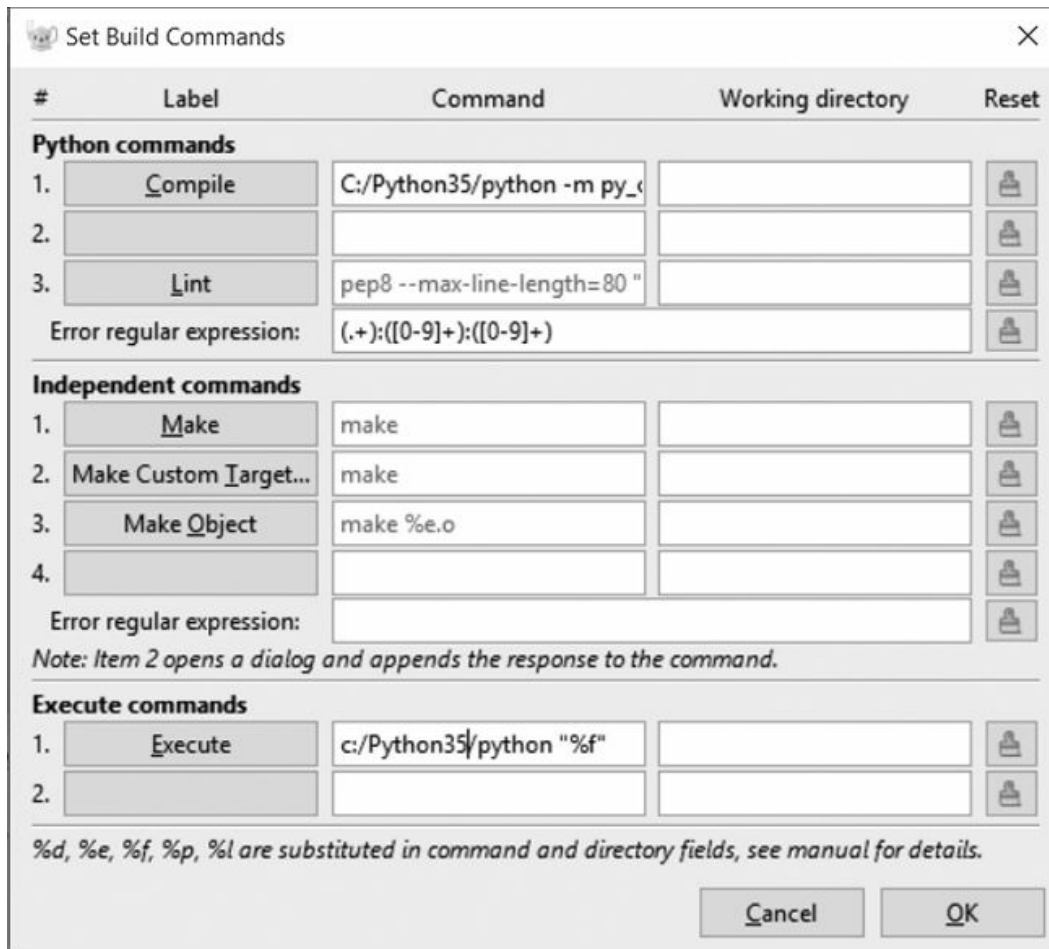 Set Build Commands
# Label Command Working directory Reset
Python commands
1. Compile C:/Python35/python -m py_c
2.
3. Lint pep8 --max-line-length=80 "
Error regular expression: (.+):([0-9]+):([0-9]+)
Independent commands
1. Make make
2. Make Custom Target... make
3. Make Object make %e.o
4.
Error regular expression:
Note: Item 2 opens a dialog and appends the response to the command.
Execute commands
1. Execute c:/Python35/python "%f"
2.
%d, %e, %f, %p, %l are substituted in command and directory fields, see manual for details.
Cancel OK